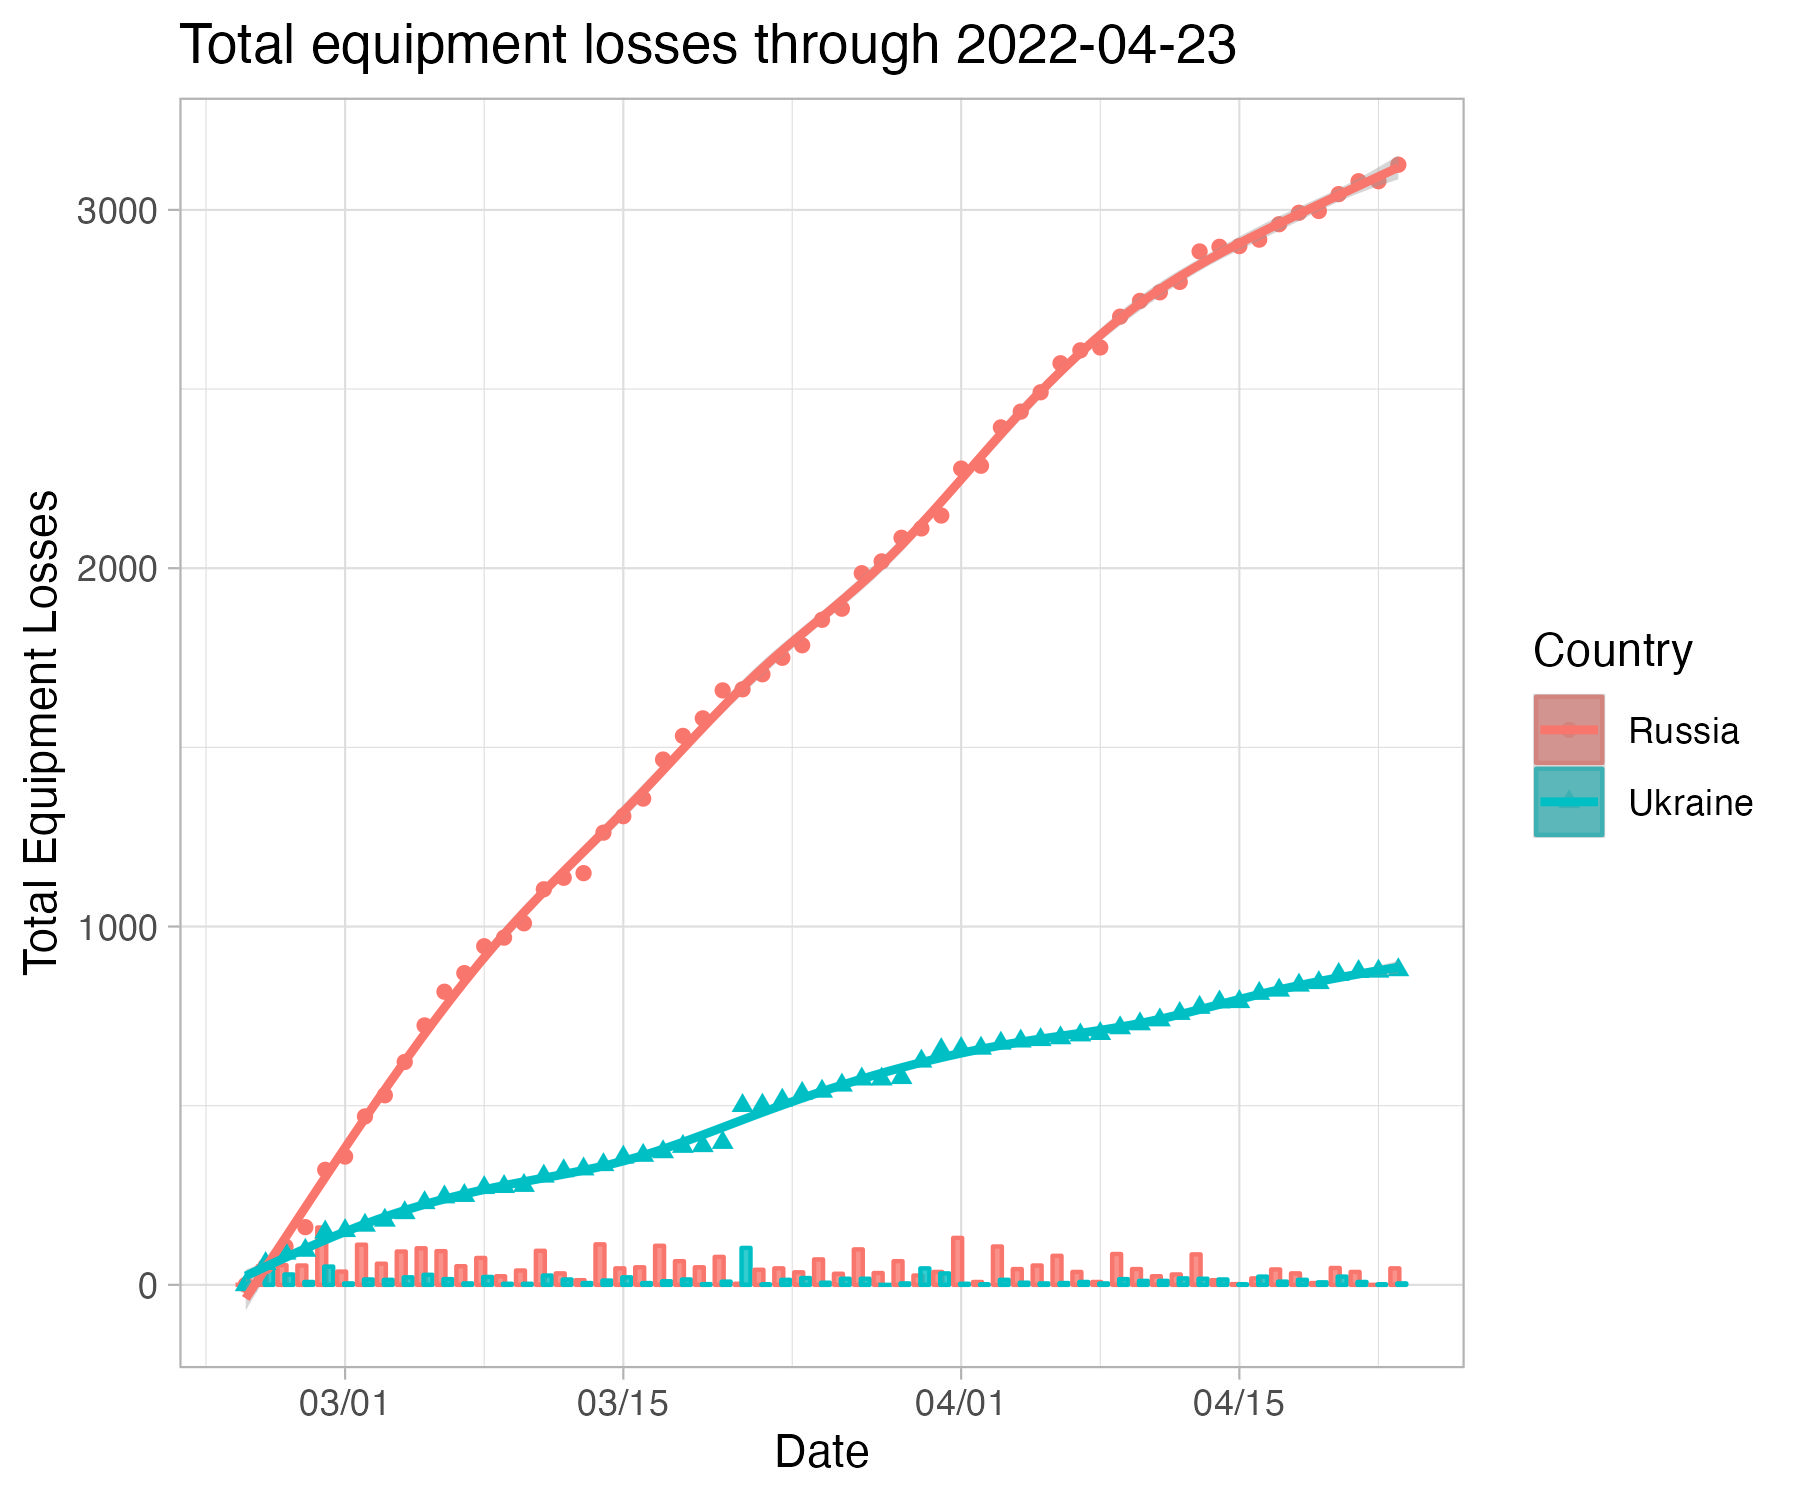 Total equipment losses through 2022-04-23
Total Equipment Losses
3000
2000
1000
0
03/01
03/15
04/01
04/15
Date
Country
Russia
Ukraine